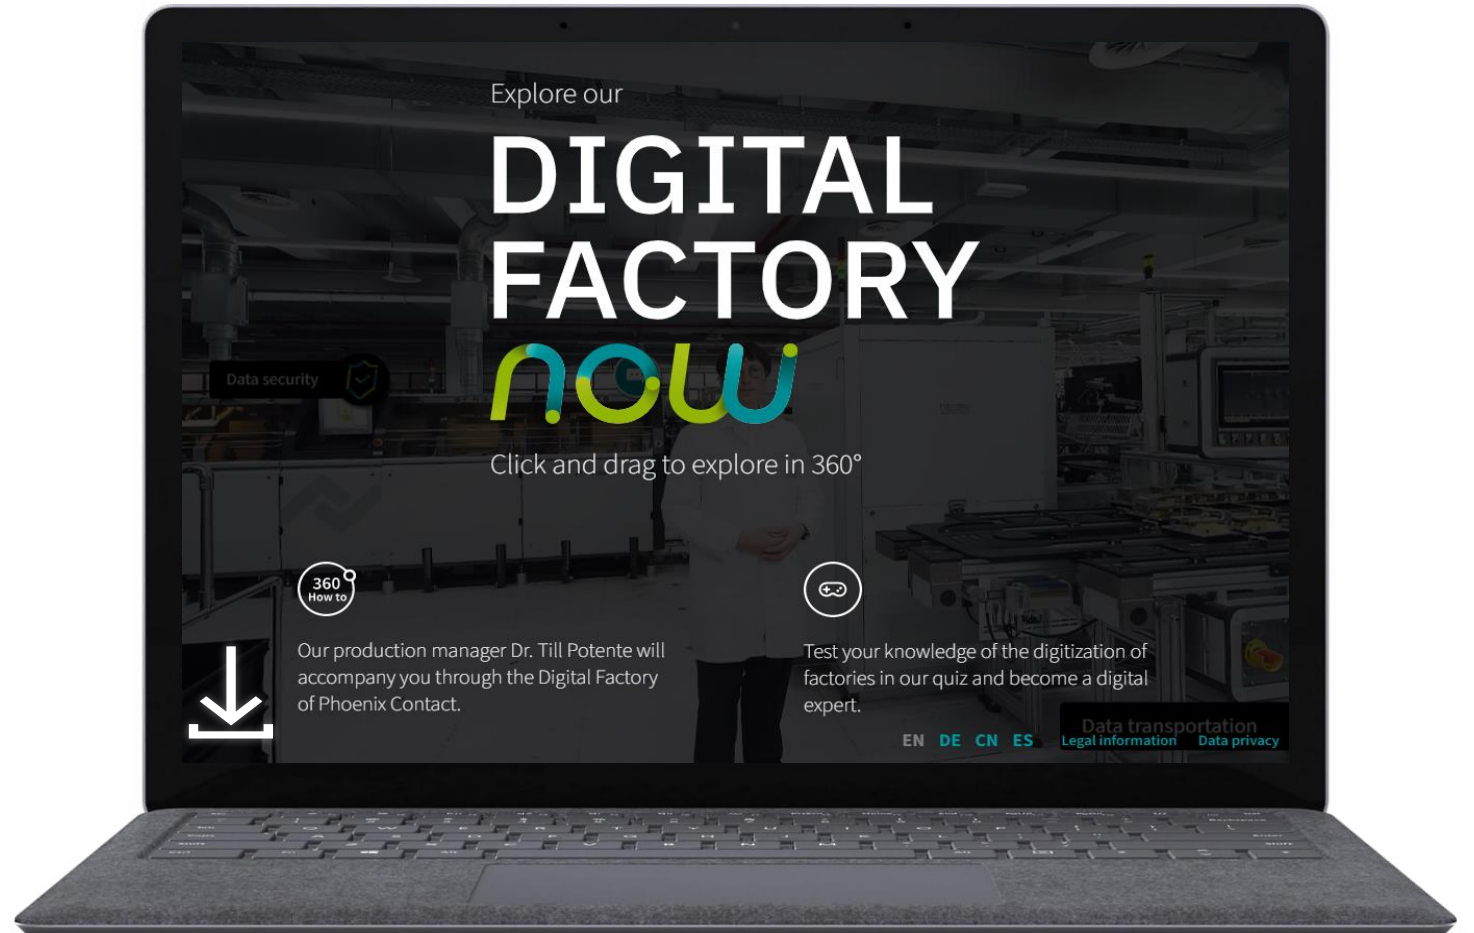 Explore our
DIGITAL
FACTORY
now
Data security
Click and drag to explore in 360°
360
How to
Our production manager Dr. Till Potente will
accompany you through the Digital Factory
of Phoenix Contact.
Test your knowledge of the digitization of
factories in our quiz and become a digital
expert.
Data transportation
EN DE CN ES Legal information Data privacy